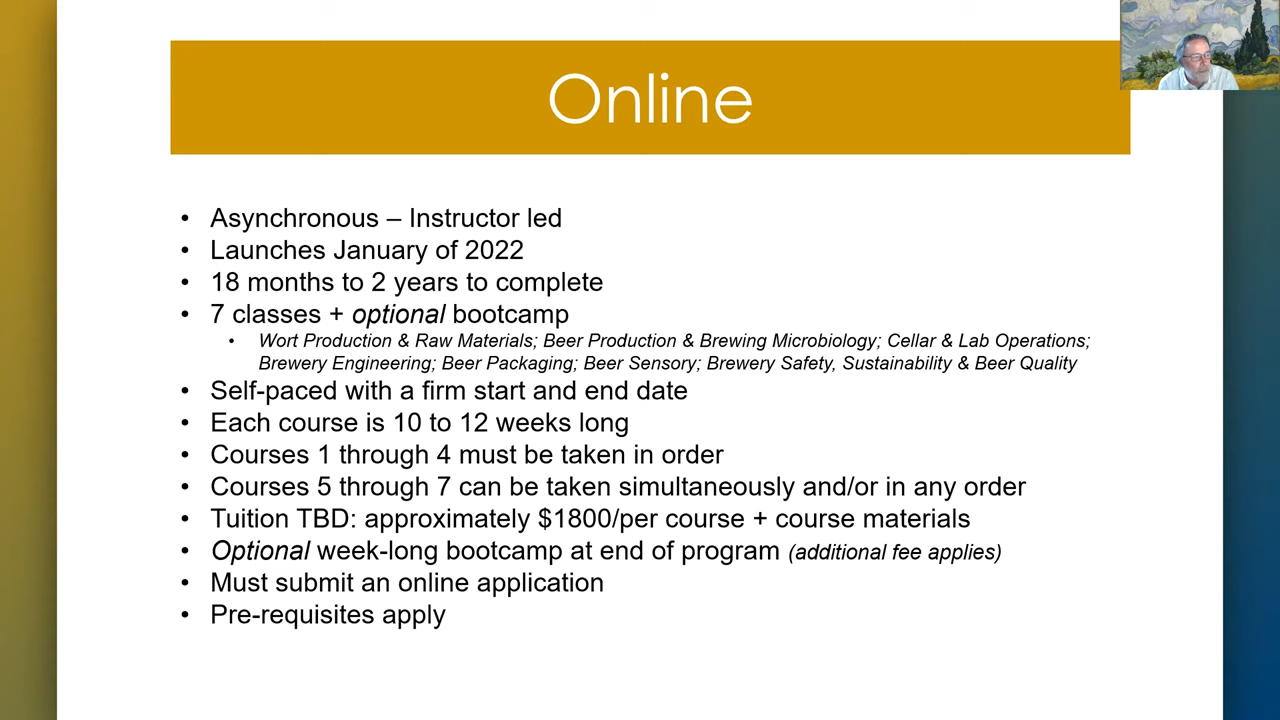 Online
• Asynchronous – Instructor led
• Launches January of 2022
• 18 months to 2 years to complete
• 7 classes + optional bootcamp
• Wort Production & Raw Materials; Beer Production & Brewing Microbiology; Cellar & Lab Operations;
Brewery Engineering; Beer Packaging; Beer Sensory; Brewery Safety, Sustainability & Beer Quality
• Self-paced with a firm start and end date
• Each course is 10 to 12 weeks long
• Courses 1 through 4 must be taken in order
• Courses 5 through 7 can be taken simultaneously and/or in any order
• Tuition TBD: approximately $1800/per course + course materials
• Optional week-long bootcamp at end of program (additional fee applies)
• Must submit an online application
• Pre-requisites apply